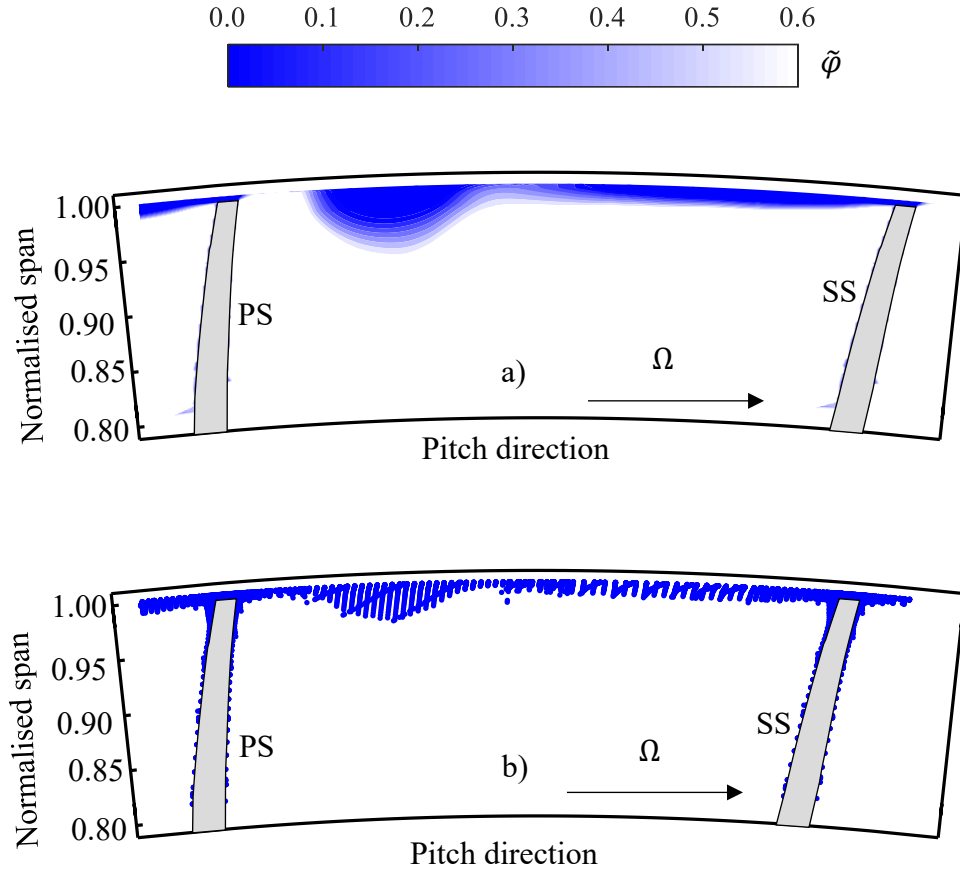 0.0 0.1 0.2 0.3 0.4 0.5 0.6
φ̃
1.00
0.95
0.90
0.85
0.80
Normalised span
PS
SS
a)
Ω
Pitch direction
1.00
0.95
0.90
0.85
0.80
Normalised span
PS
SS
b)
Ω
Pitch direction